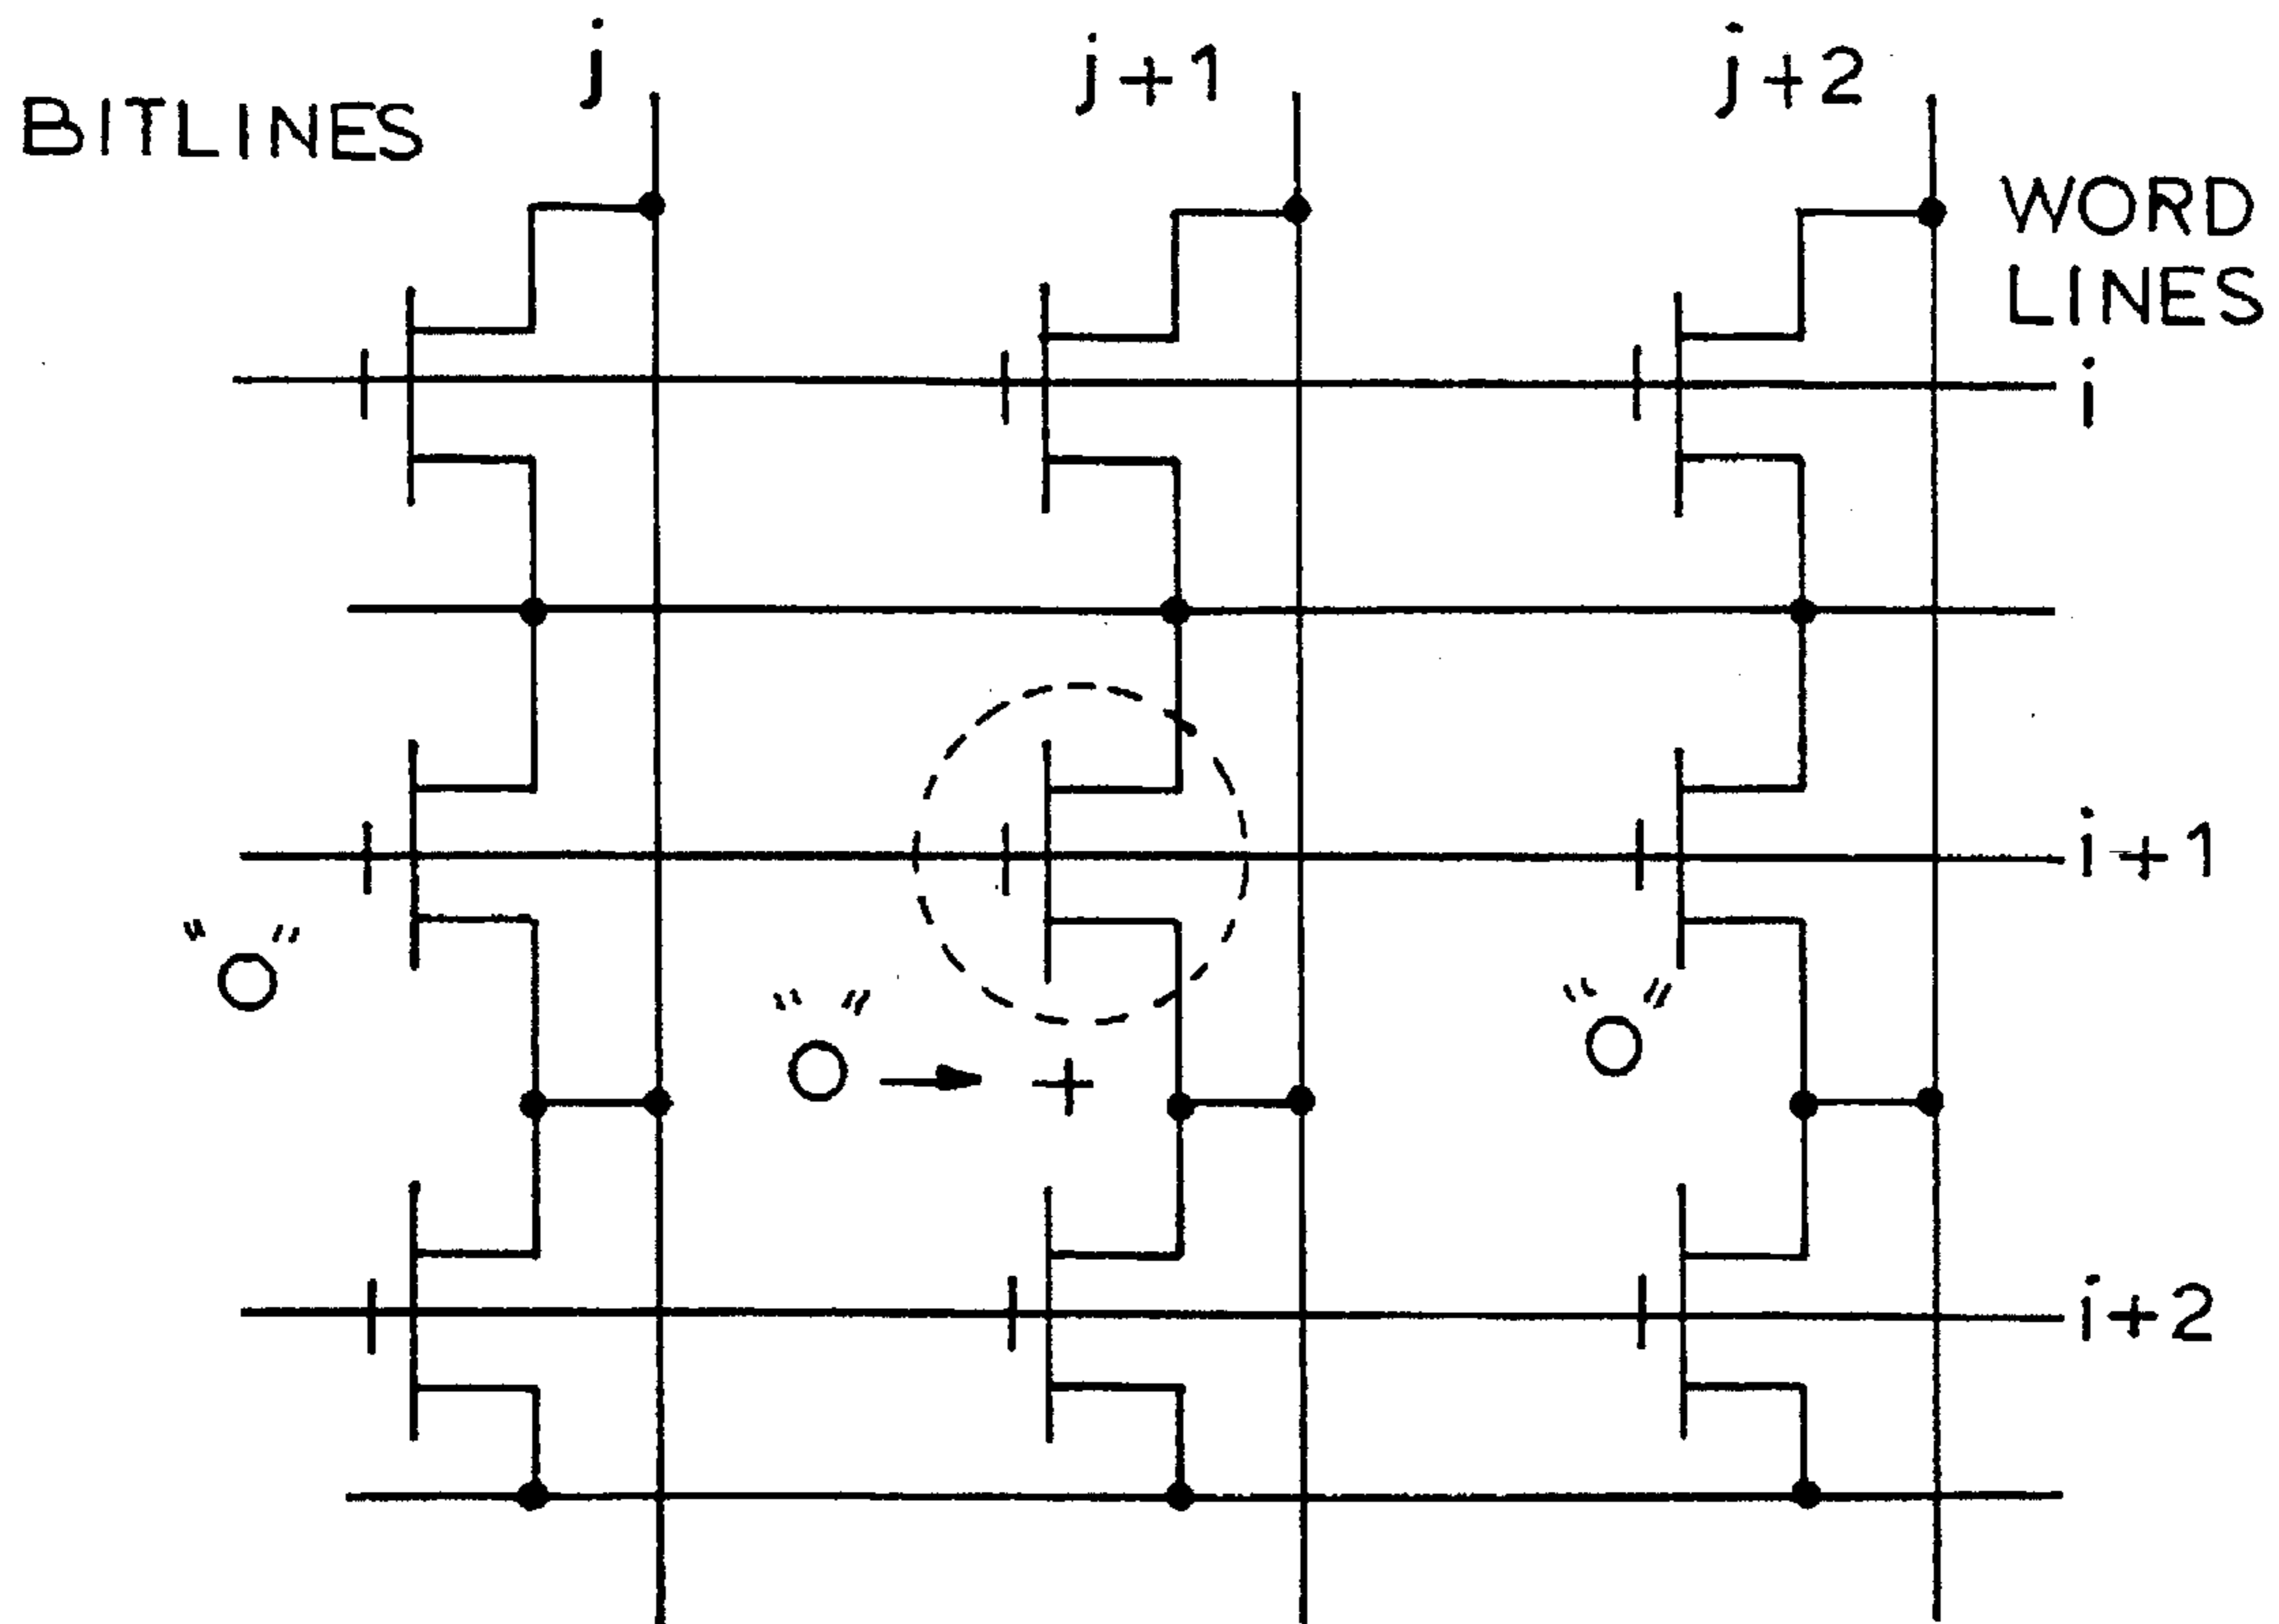 j
j+1
j+2
BITLINES
WORD
LINES
i
i+1
"O"
"O" → +
"O"
i+2